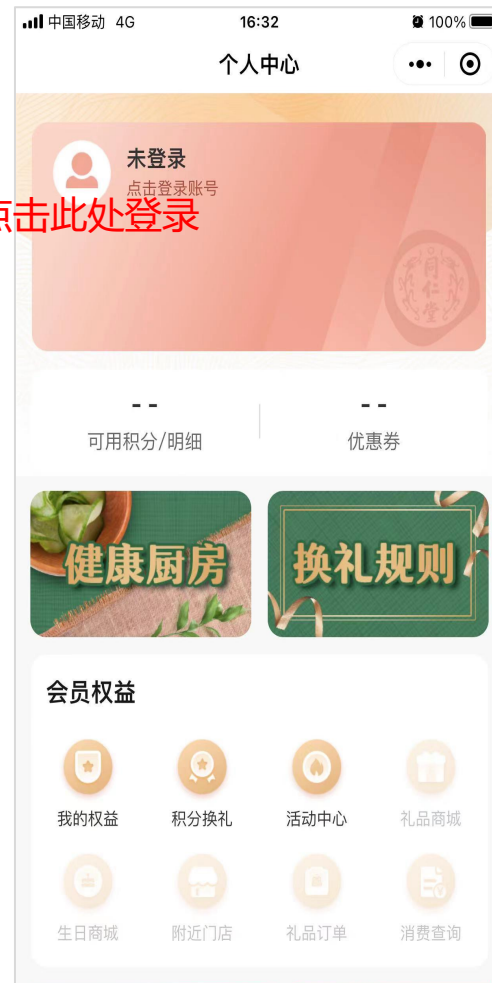 中国移动 4G 16:32 100%
个人中心
未登录
点击登录账号
点击此处登录
同仁堂
-- --
可用积分/明细 优惠券
健康厨房 换礼规则
会员权益
我的权益 积分换礼 活动中心 礼品商城
生日商城 附近门店 礼品订单 消费查询